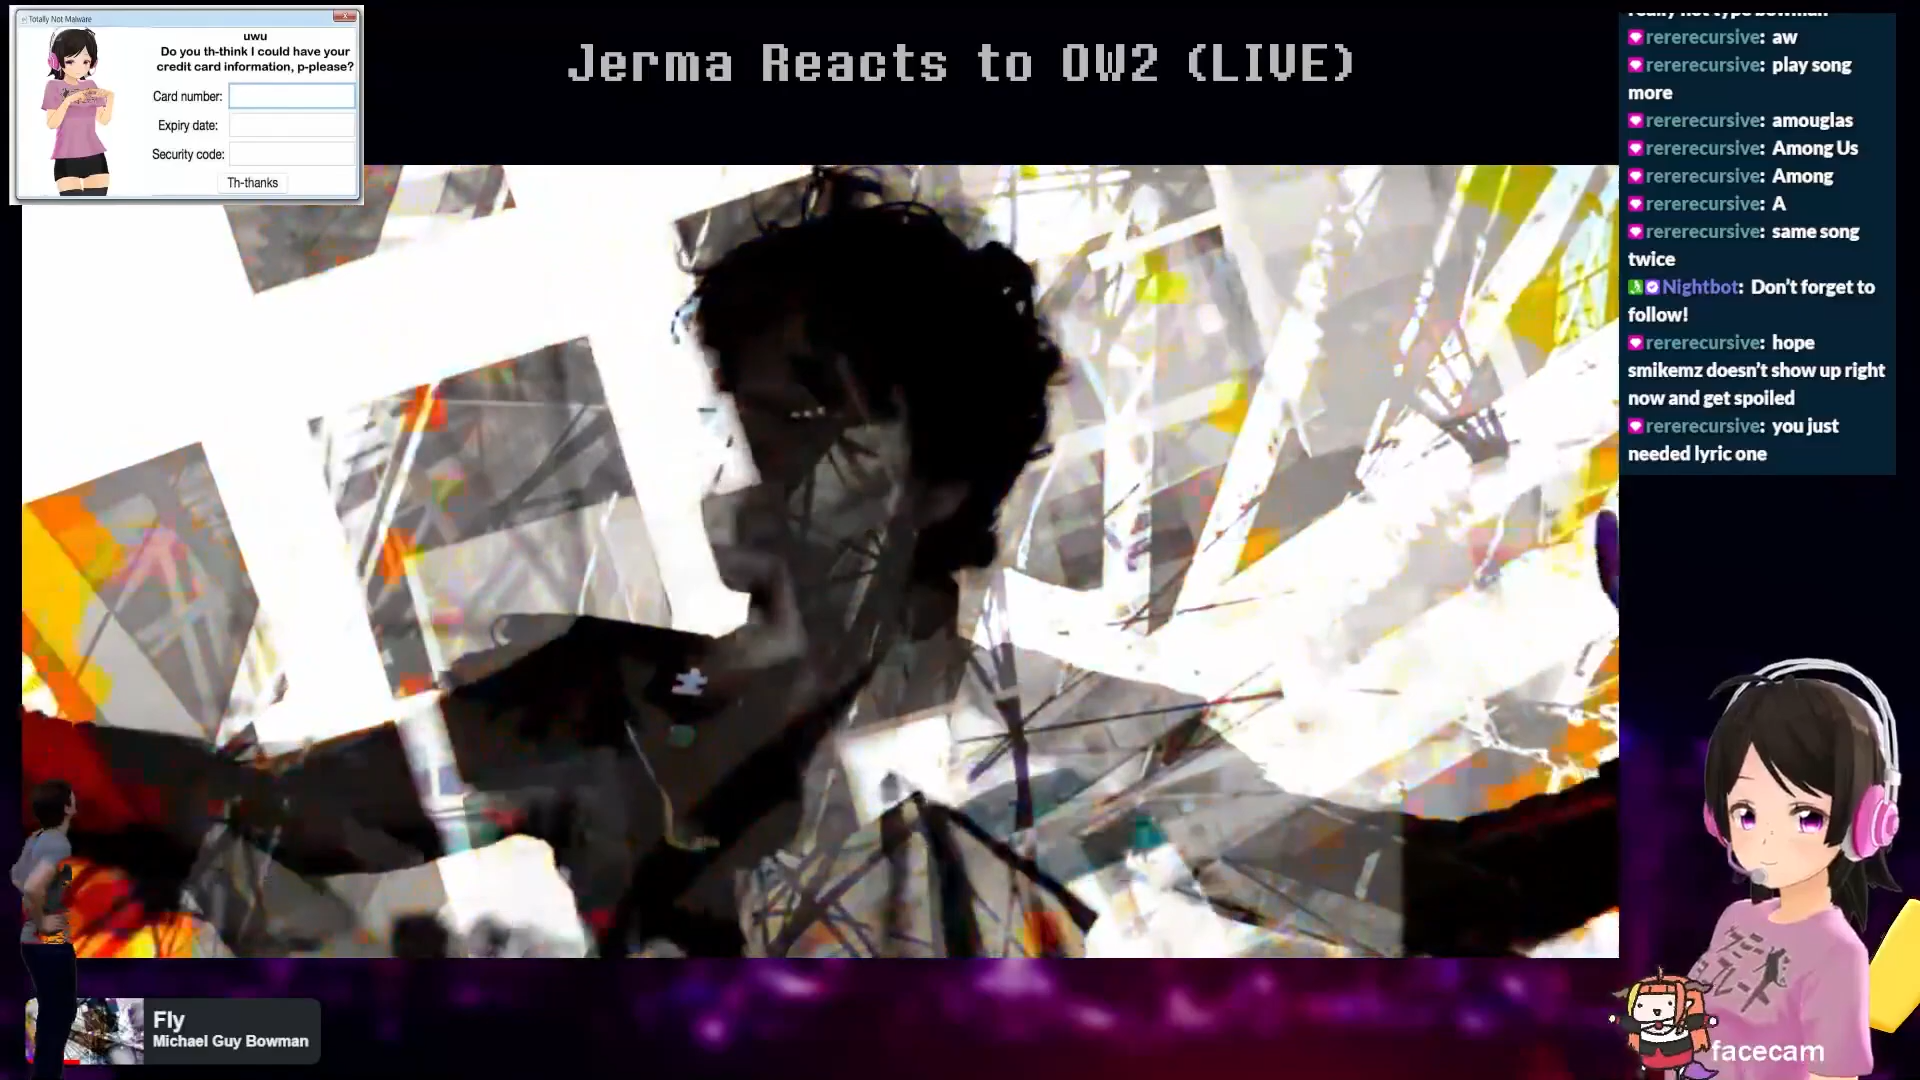 Totally Not Malware
uwu
Do you th-think I could have your
credit card information, p-please?
Card number:
Expiry date:
Security code:
Th-thanks
Jerma Reacts to OW2 (LIVE)
rererecursive: aw
rererecursive: play song
more
rererecursive: amouglas
rererecursive: Among Us
rererecursive: Among
rererecursive: A
rererecursive: same song
twice
Nightbot: Don't forget to
follow!
rererecursive: hope
smikemz doesn't show up right
now and get spoiled
rererecursive: you just
needed lyric one
Fly
Michael Guy Bowman
facecam